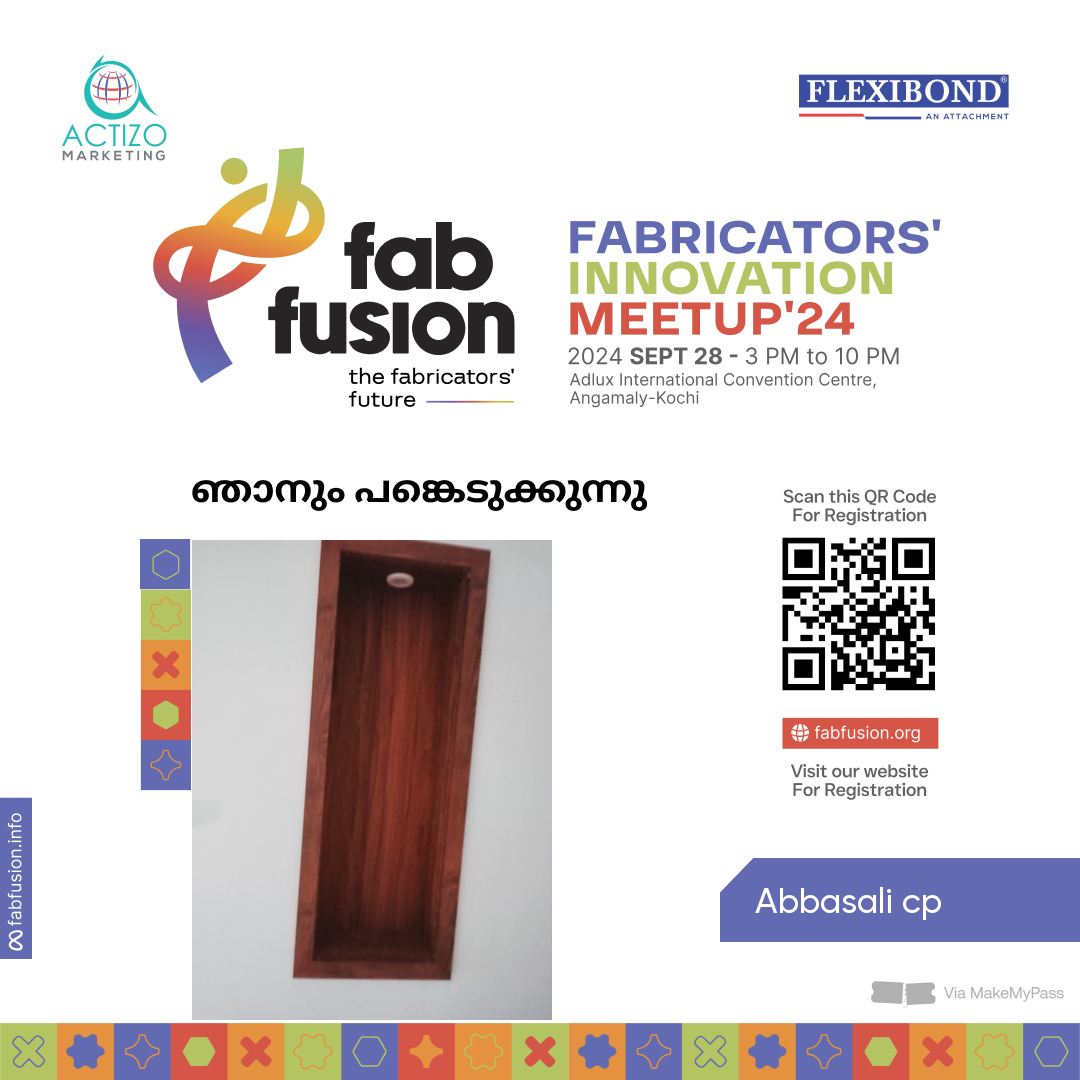 ACTIZO
MARKETING
FLEXIBOND®
AN ATTACHMENT
fab
fusion
the fabricators'
future
FABRICATORS'
INNOVATION
MEETUP'24
2024 SEPT 28 - 3 PM to 10 PM
Adlux International Convention Centre,
Angamaly-Kochi
ഞാനും പങ്കെടുക്കുന്നു
Scan this QR Code
For Registration
fabfusion.org
Visit our website
For Registration
fabfusion.info
Abbasali cp
Via MakeMyPass